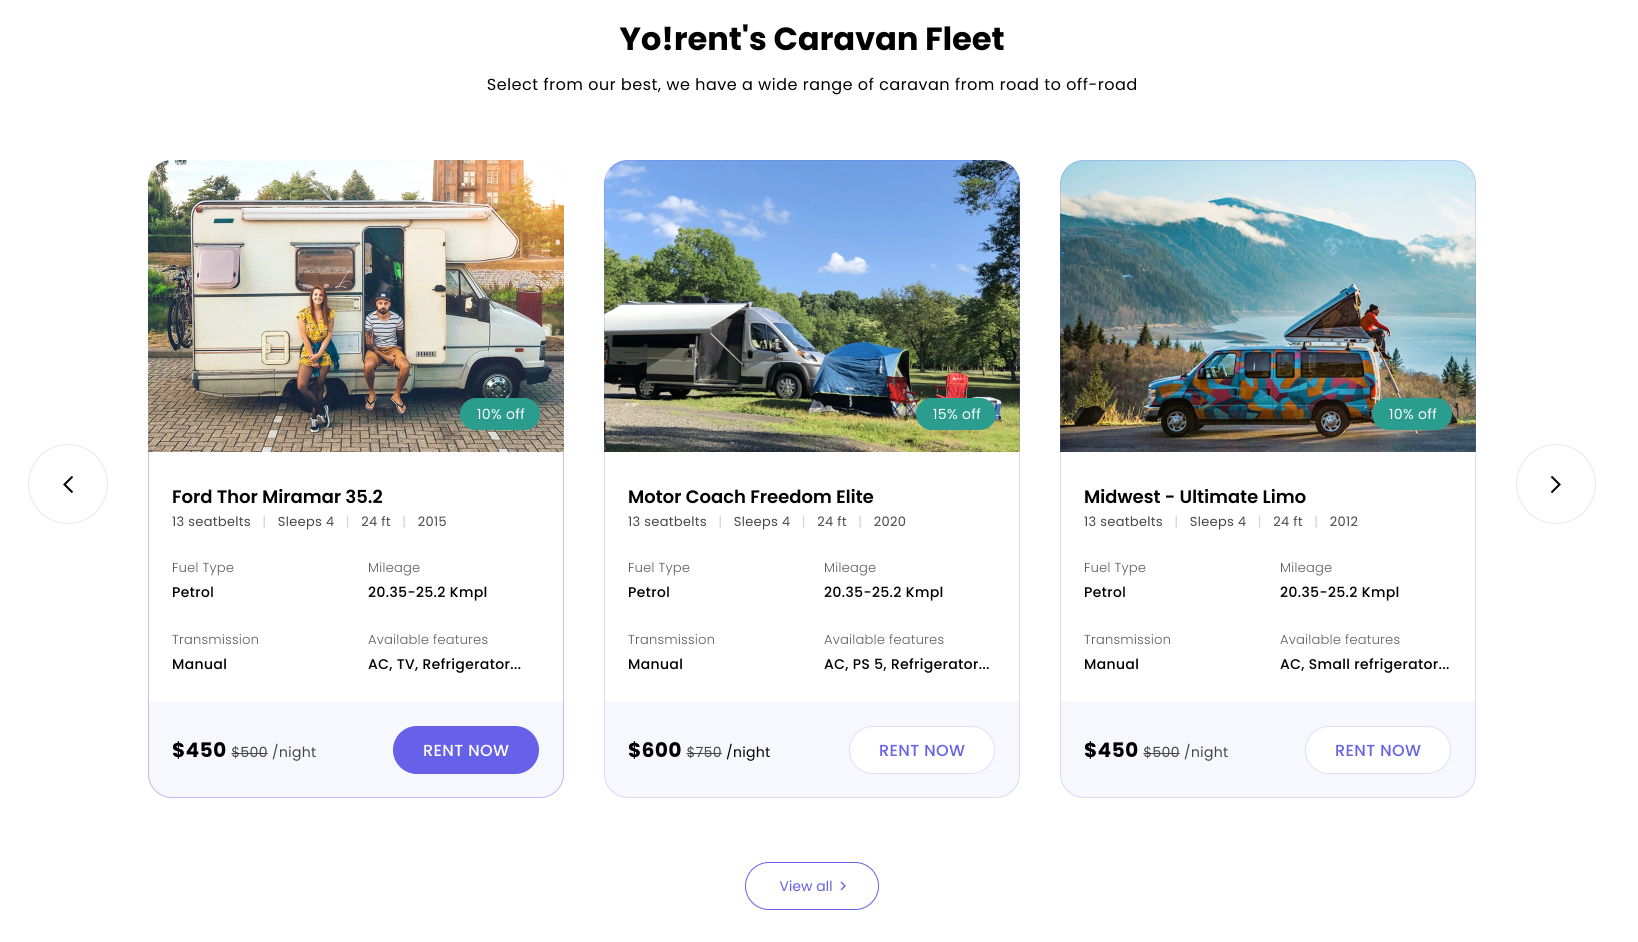 Yo!rent's Caravan Fleet
Select from our best, we have a wide range of caravan from road to off-road
10% off
Ford Thor Miramar 35.2
13 seatbelts | Sleeps 4 | 24 ft | 2015
Fuel Type
Petrol
Mileage
20.35-25.2 Kmpl
Transmission
Manual
Available features
AC, TV, Refrigerator...
$450 $500 /night
RENT NOW
15% off
Motor Coach Freedom Elite
13 seatbelts | Sleeps 4 | 24 ft | 2020
Fuel Type
Petrol
Mileage
20.35-25.2 Kmpl
Transmission
Manual
Available features
AC, PS 5, Refrigerator...
$600 $750 /night
RENT NOW
10% off
Midwest - Ultimate Limo
13 seatbelts | Sleeps 4 | 24 ft | 2012
Fuel Type
Petrol
Mileage
20.35-25.2 Kmpl
Transmission
Manual
Available features
AC, Small refrigerator...
$450 $500 /night
RENT NOW
View all